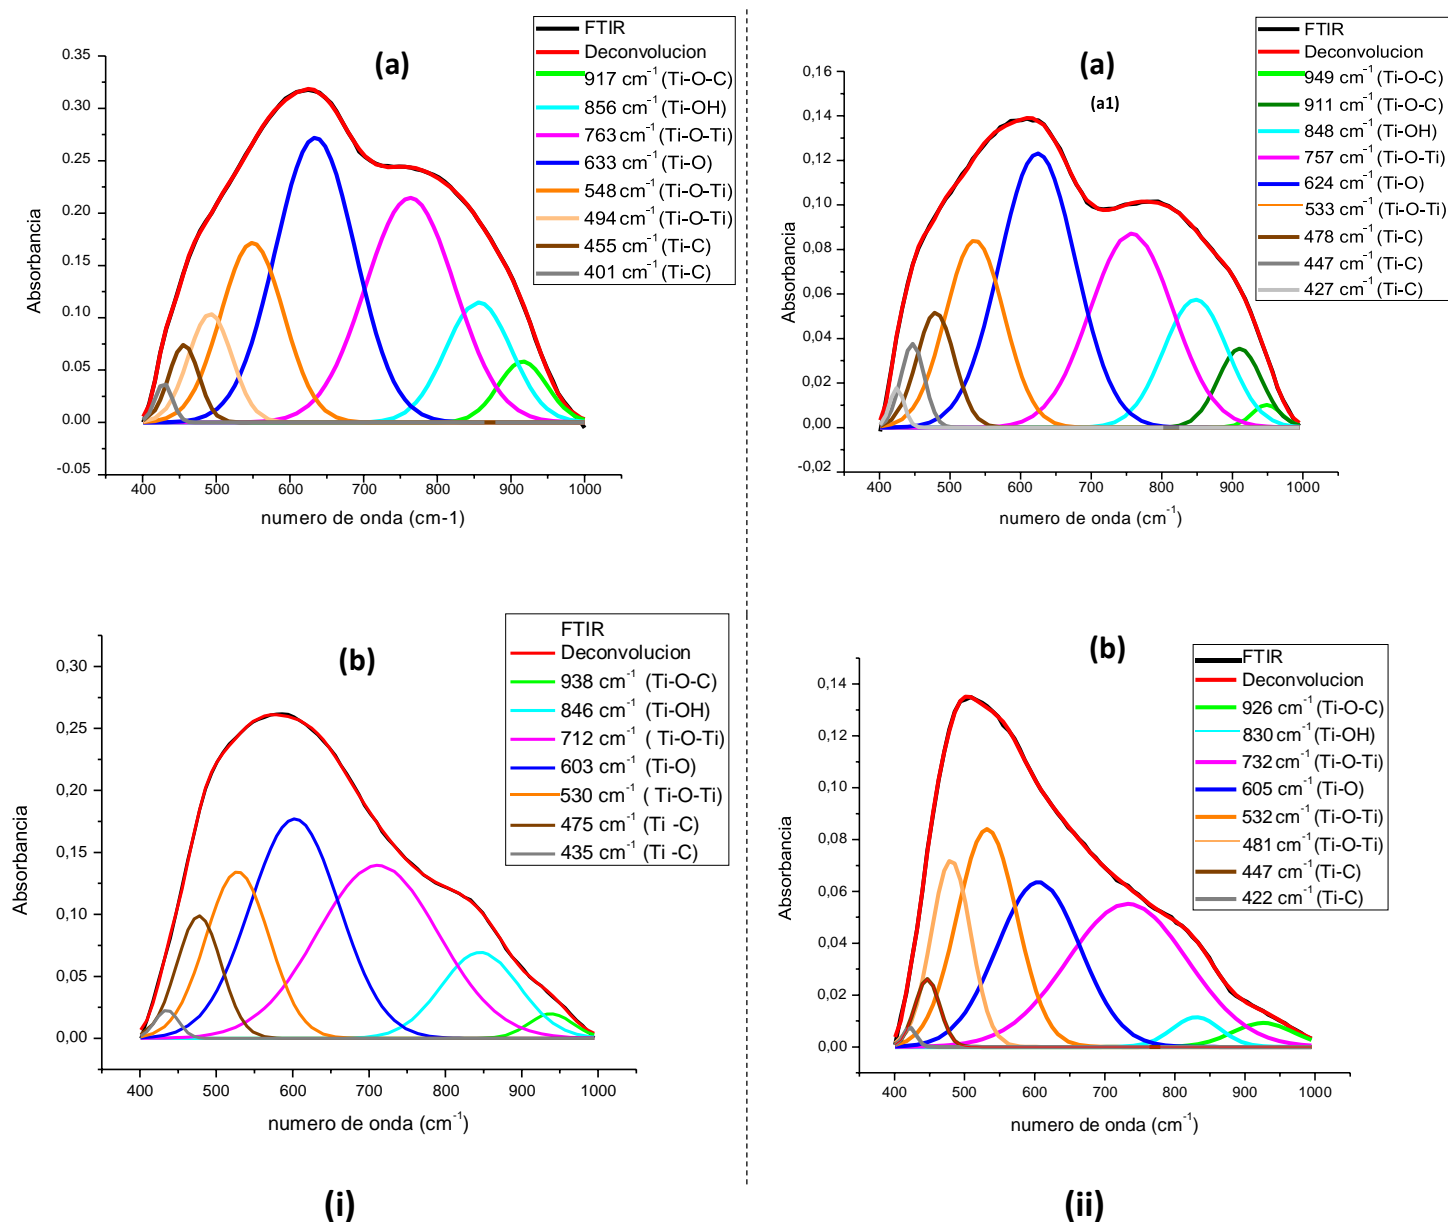 (a)
FTIR
Deconvolucion
917 cm⁻¹ (Ti-O-C)
856 cm⁻¹ (Ti-OH)
763 cm⁻¹ (Ti-O-Ti)
633 cm⁻¹ (Ti-O)
548 cm⁻¹ (Ti-O-Ti)
494 cm⁻¹ (Ti-O-Ti)
455 cm⁻¹ (Ti-C)
401 cm⁻¹ (Ti-C)
0.35
0.30
0.25
0.20
0.15
0.10
0.05
0.00
-0.05
Absorbancia
400 500 600 700 800 900 1000
numero de onda (cm-1)
(a)
(a1)
FTIR
Deconvolucion
949 cm⁻¹ (Ti-O-C)
911 cm⁻¹ (Ti-O-C)
848 cm⁻¹ (Ti-OH)
757 cm⁻¹ (Ti-O-Ti)
624 cm⁻¹ (Ti-O)
533 cm⁻¹ (Ti-O-Ti)
478 cm⁻¹ (Ti-C)
447 cm⁻¹ (Ti-C)
427 cm⁻¹ (Ti-C)
0,16
0,14
0,12
0,10
0,08
0,06
0,04
0,02
0,00
-0,02
Absorbancia
400 500 600 700 800 900 1000
numero de onda (cm⁻¹)
(b)
FTIR
Deconvolucion
938 cm⁻¹ (Ti-O-C)
846 cm⁻¹ (Ti-OH)
712 cm⁻¹ ( Ti-O-Ti)
603 cm⁻¹ (Ti-O)
530 cm⁻¹ ( Ti-O-Ti)
475 cm⁻¹ (Ti -C)
435 cm⁻¹ (Ti -C)
0,30
0,25
0,20
0,15
0,10
0,05
0,00
Absorbancia
400 500 600 700 800 900 1000
numero de onda (cm⁻¹)
(b)
FTIR
Deconvolucion
926 cm⁻¹ (Ti-O-C)
830 cm⁻¹ (Ti-OH)
732 cm⁻¹ (Ti-O-Ti)
605 cm⁻¹ (Ti-O)
532 cm⁻¹ (Ti-O-Ti)
481 cm⁻¹ (Ti-O-Ti)
447 cm⁻¹ (Ti-C)
422 cm⁻¹ (Ti-C)
0,14
0,12
0,10
0,08
0,06
0,04
0,02
0,00
Absorbancia
400 500 600 700 800 900 1000
numero de onda (cm⁻¹)
(i)
(ii)